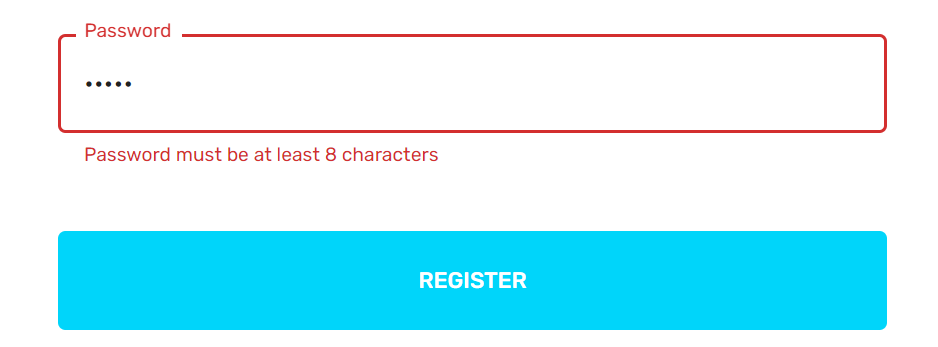 Password
•••••
Password must be at least 8 characters
REGISTER